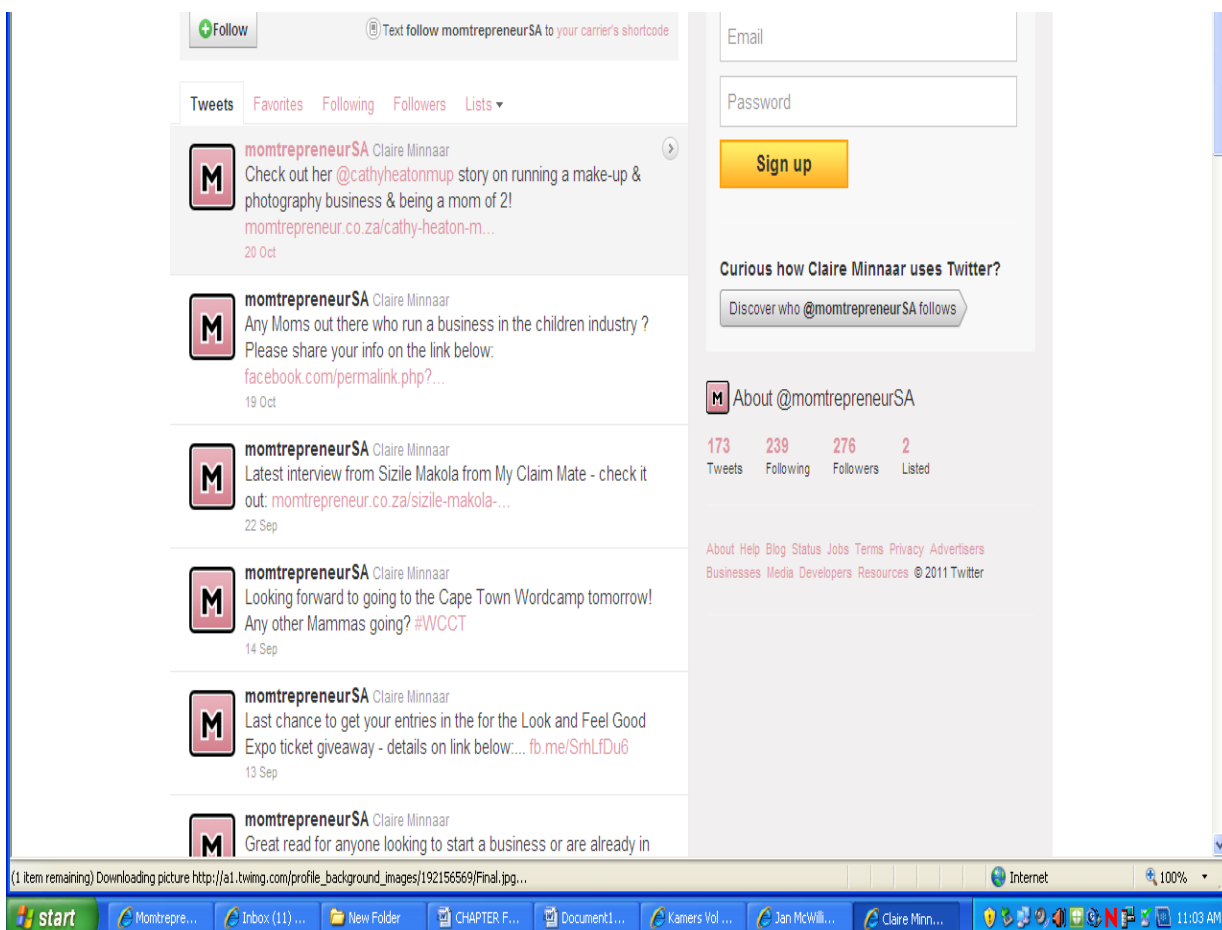 Follow
Text follow momtrepreneurSA to your carrier's shortcode
Tweets Favorites Following Followers Lists
M
momtrepreneurSA Claire Minnaar
Check out her @cathyheatonmup story on running a make-up &
photography business & being a mom of 2!
momtrepreneur.co.za/cathy-heaton-m...
20 Oct
M
momtrepreneurSA Claire Minnaar
Any Moms out there who run a business in the children industry ?
Please share your info on the link below:
facebook.com/permalink.php?...
19 Oct
M
momtrepreneurSA Claire Minnaar
Latest interview from Sizile Makola from My Claim Mate - check it
out: momtrepreneur.co.za/sizile-makola-...
22 Sep
M
momtrepreneurSA Claire Minnaar
Looking forward to going to the Cape Town Wordcamp tomorrow!
Any other Mammas going? #WCCT
14 Sep
M
momtrepreneurSA Claire Minnaar
Last chance to get your entries in the for the Look and Feel Good
Expo ticket giveaway - details on link below:... fb.me/SrhLfDu6
13 Sep
M
momtrepreneurSA Claire Minnaar
Great read for anyone looking to start a business or are already in
Email
Password
Sign up
Curious how Claire Minnaar uses Twitter?
Discover who @momtrepreneurSA follows
M About @momtrepreneurSA
173 239 276 2
Tweets Following Followers Listed
About Help Blog Status Jobs Terms Privacy Advertisers
Businesses Media Developers Resources © 2011 Twitter
(1 item remaining) Downloading picture http://a1.twimg.com/profile_background_images/192156569/Final.jpg... Internet 100%
start Momtrepre... Inbox (11) ... New Folder CHAPTER F... Document1... Kamers Vol ... Jan McWilli... Claire Minn... N 11:03 AM